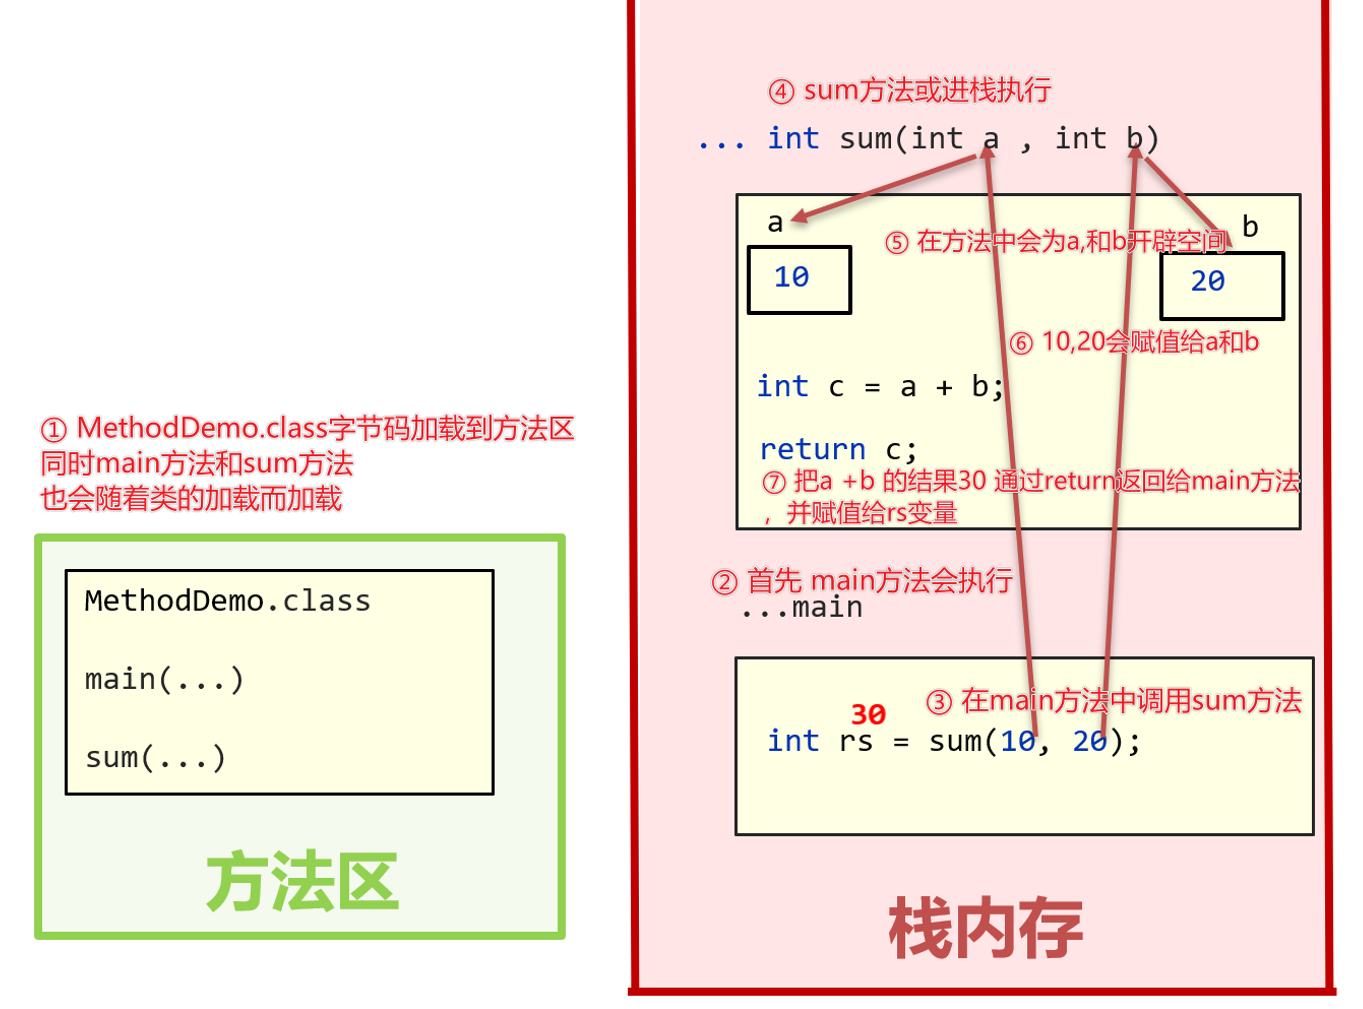 ④ sum方法或进栈执行
... int sum(int a , int b)
a
b
⑤ 在方法中会为a,和b开辟空间
10
20
⑥ 10,20会赋值给a和b
int c = a + b;
return c;
⑦ 把a +b 的结果30 通过return返回给main方法
，并赋值给rs变量
① MethodDemo.class字节码加载到方法区
同时main方法和sum方法
也会随着类的加载而加载
MethodDemo.class
main(...)
sum(...)
方法区
② 首先 main方法会执行
...main
③ 在main方法中调用sum方法
30
int rs = sum(10, 20);
栈内存